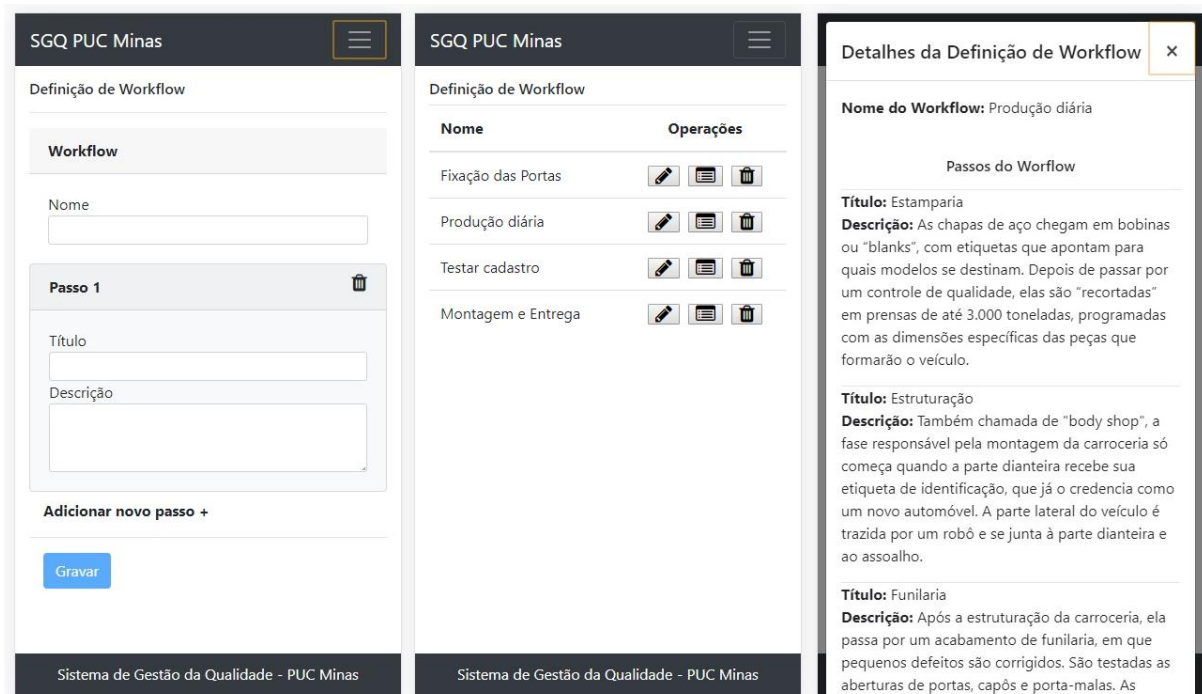 SGQ PUC Minas
Definição de Workflow
Workflow
Nome
Passo 1
Título
Descrição
Adicionar novo passo +
Gravar
Sistema de Gestão da Qualidade - PUC Minas
SGQ PUC Minas
Definição de Workflow
Nome Operações
Fixação das Portas
Produção diária
Testar cadastro
Montagem e Entrega
Sistema de Gestão da Qualidade - PUC Minas
Detalhes da Definição de Workflow ×
Nome do Workflow: Produção diária
Passos do Worflow
Título: Estamparia
Descrição: As chapas de aço chegam em bobinas
ou “blanks”, com etiquetas que apontam para
quais modelos se destinam. Depois de passar por
um controle de qualidade, elas são “recortadas”
em prensas de até 3.000 toneladas, programadas
com as dimensões específicas das peças que
formarão o veículo.
Título: Estruturação
Descrição: Também chamada de “body shop”, a
fase responsável pela montagem da carroceria só
começa quando a parte dianteira recebe sua
etiqueta de identificação, que já o credencia como
um novo automóvel. A parte lateral do veículo é
trazida por um robô e se junta à parte dianteira e
ao assoalho.
Título: Funilaria
Descrição: Após a estruturação da carroceria, ela
passa por um acabamento de funilaria, em que
pequenos defeitos são corrigidos. São testadas as
aberturas de portas, capôs e porta-malas. As